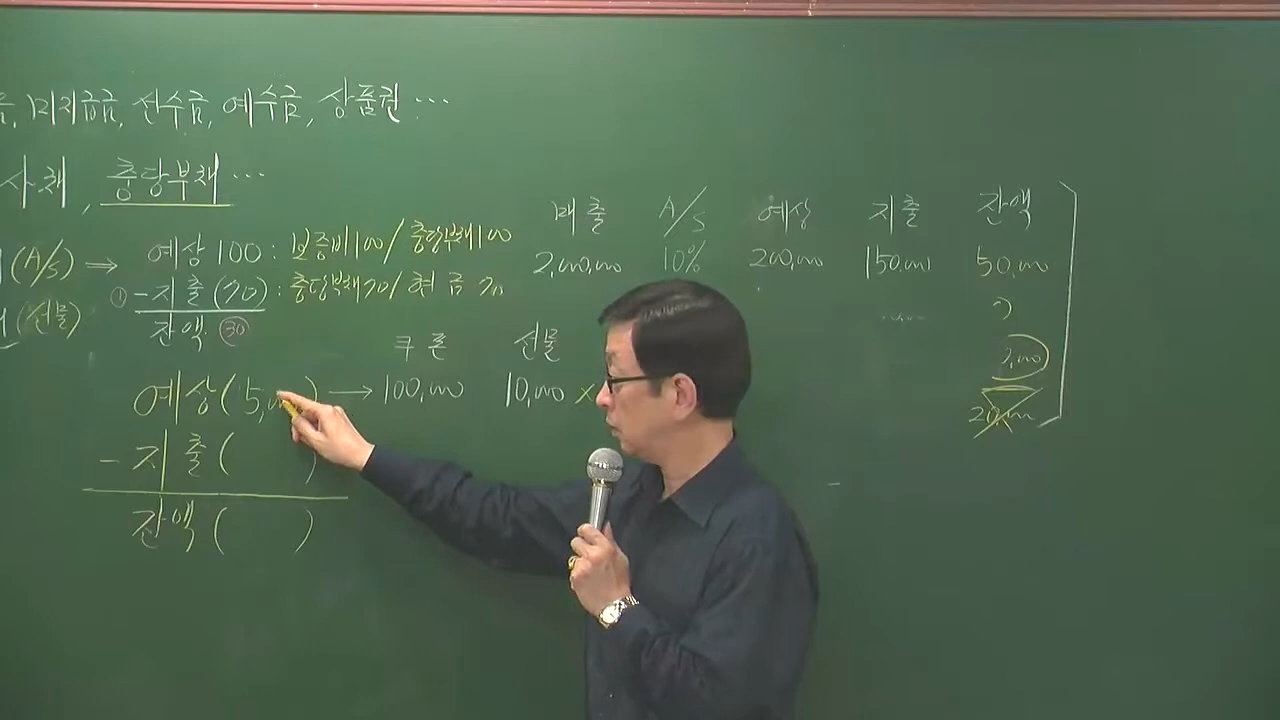 미지급금, 선수금, 예수금, 상품권 ...
사채, 충당부채 ...
(A/s) ⇒ 예상 100 : 보증비 100 / 충당부채 100
(선물) ① -지출 (70) : 충당부채 70 / 현금 70
잔액: 30
매출 A/s 예상 지출 잔액
2,000,000 10% 200,000 150,000 50,000
2,000
쿠폰 선물
예상 ( 5,0 ) → 100,000 10,000 ×
- 지출 ( )
잔액 ( )